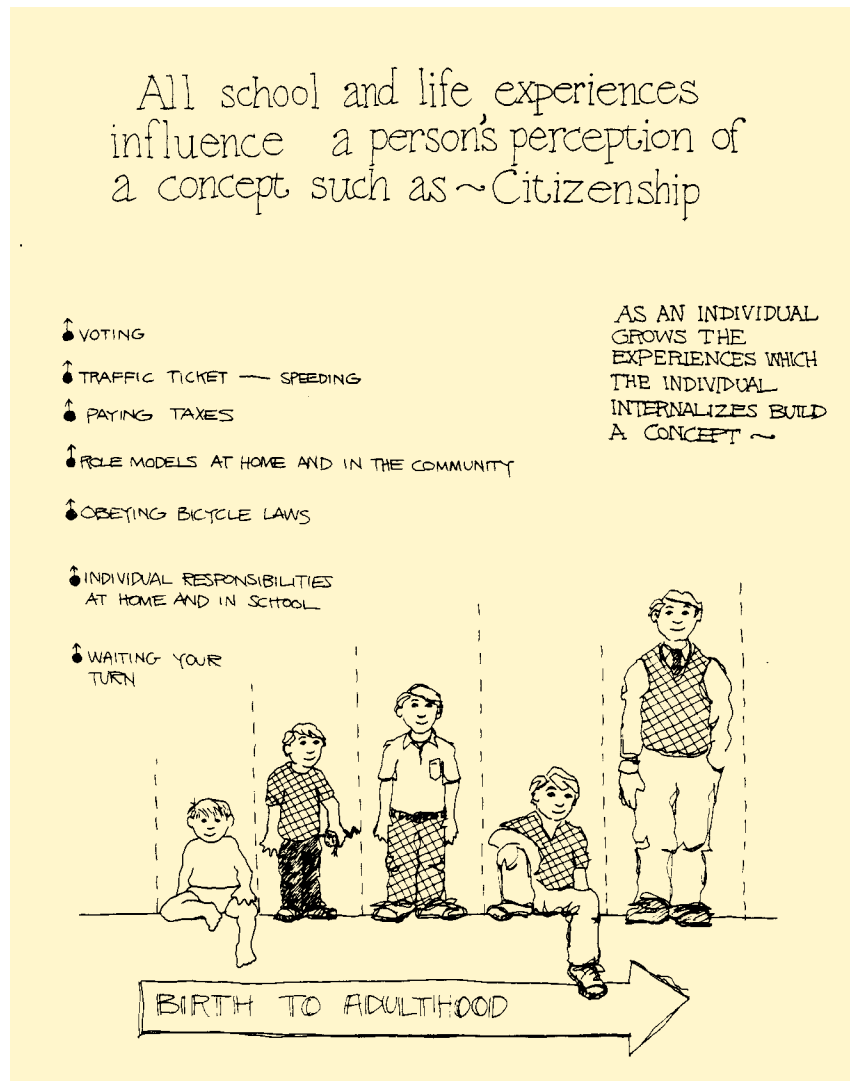 All school and life experiences
influence a person's perception of
a concept such as ~ Citizenship
VOTING
TRAFFIC TICKET — SPEEDING
PAYING TAXES
ROLE MODELS AT HOME AND IN THE COMMUNITY
OBEYING BICYCLE LAWS
INDIVIDUAL RESPONSIBILITIES
AT HOME AND IN SCHOOL
WAITING YOUR
TURN
AS AN INDIVIDUAL
GROWS THE
EXPERIENCES WHICH
THE INDIVIDUAL
INTERNALIZES BUILD
A CONCEPT ~
BIRTH TO ADULTHOOD